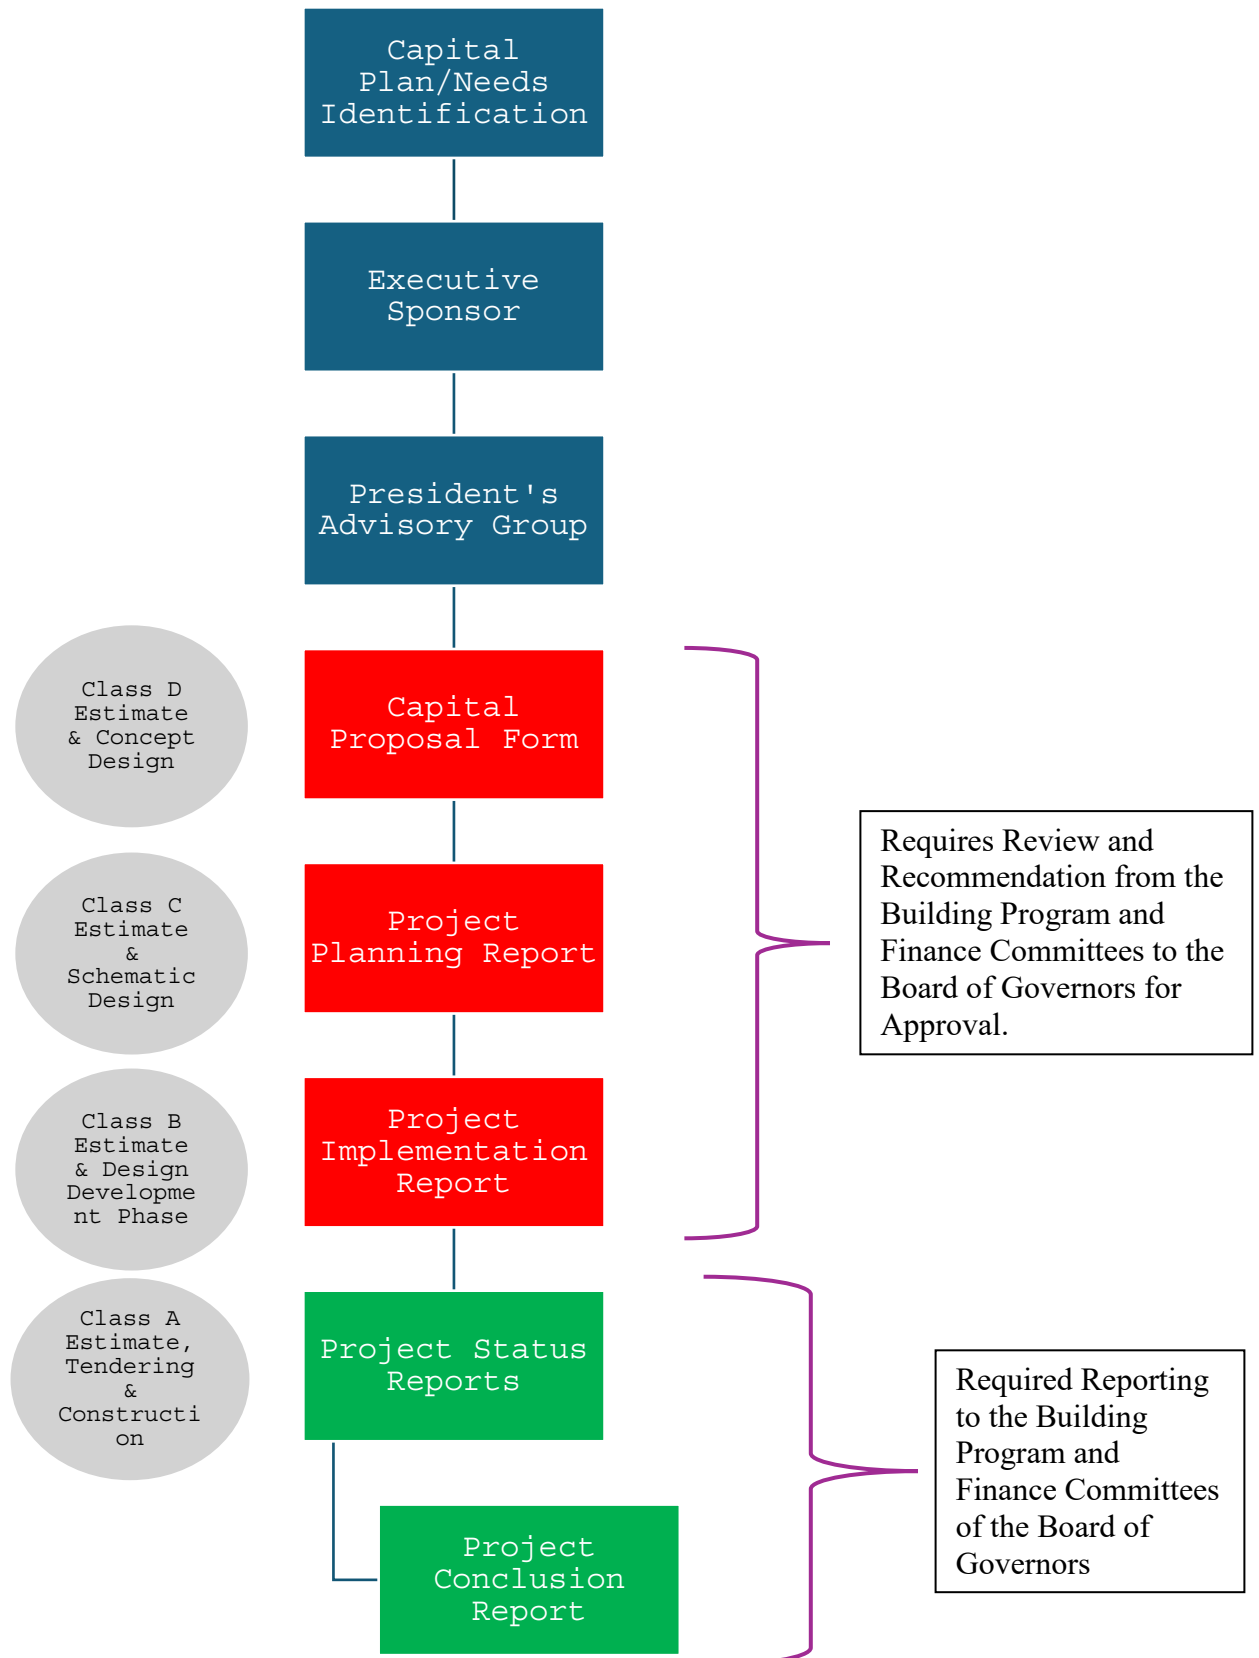 Capital
Plan/Needs
Identification
Executive
Sponsor
President's
Advisory Group
Class D
Estimate
& Concept
Design
Capital
Proposal Form
Class C
Estimate
&
Schematic
Design
Project
Planning Report
Requires Review and
Recommendation from the
Building Program and
Finance Committees to the
Board of Governors for
Approval.
Class B
Estimate
& Design
Developme
nt Phase
Project
Implementation
Report
Class A
Estimate,
Tendering
&
Constructi
on
Project Status
Reports
Required Reporting
to the Building
Program and
Finance Committees
of the Board of
Governors
Project
Conclusion
Report